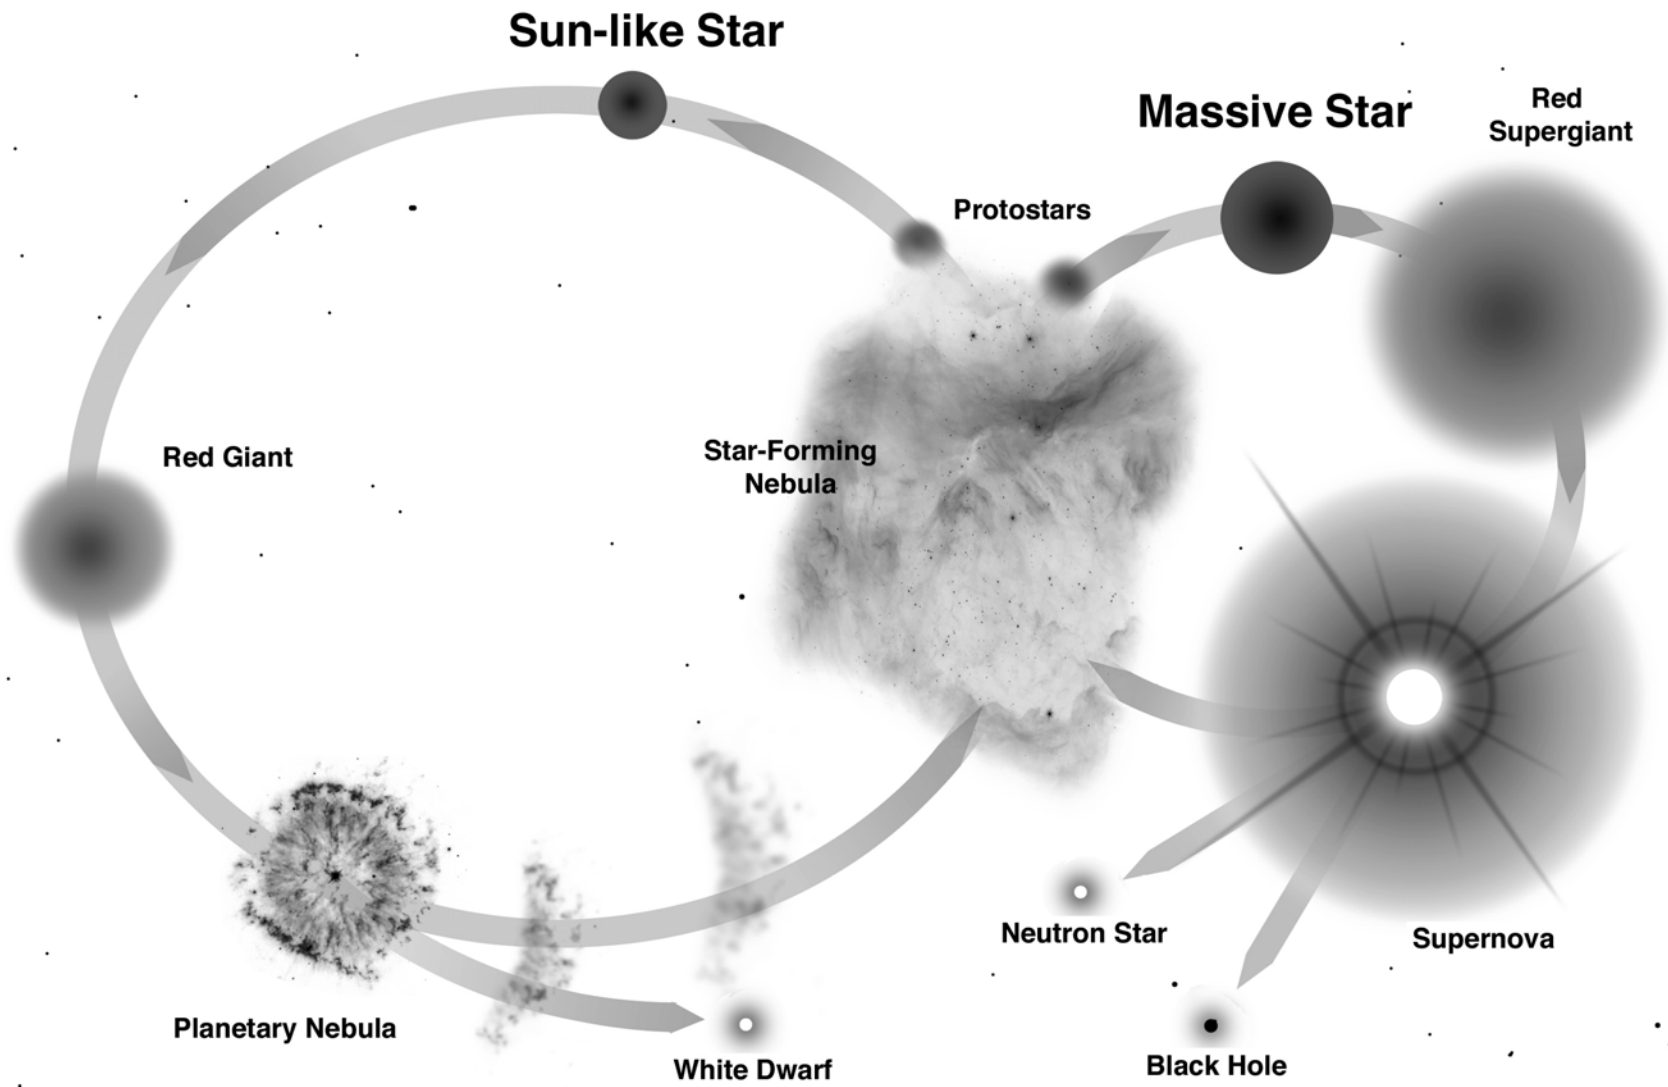 Sun-like Star
Massive Star
Red
Supergiant
Protostars
Red Giant
Star-Forming
Nebula
Neutron Star
Supernova
Planetary Nebula
White Dwarf
Black Hole